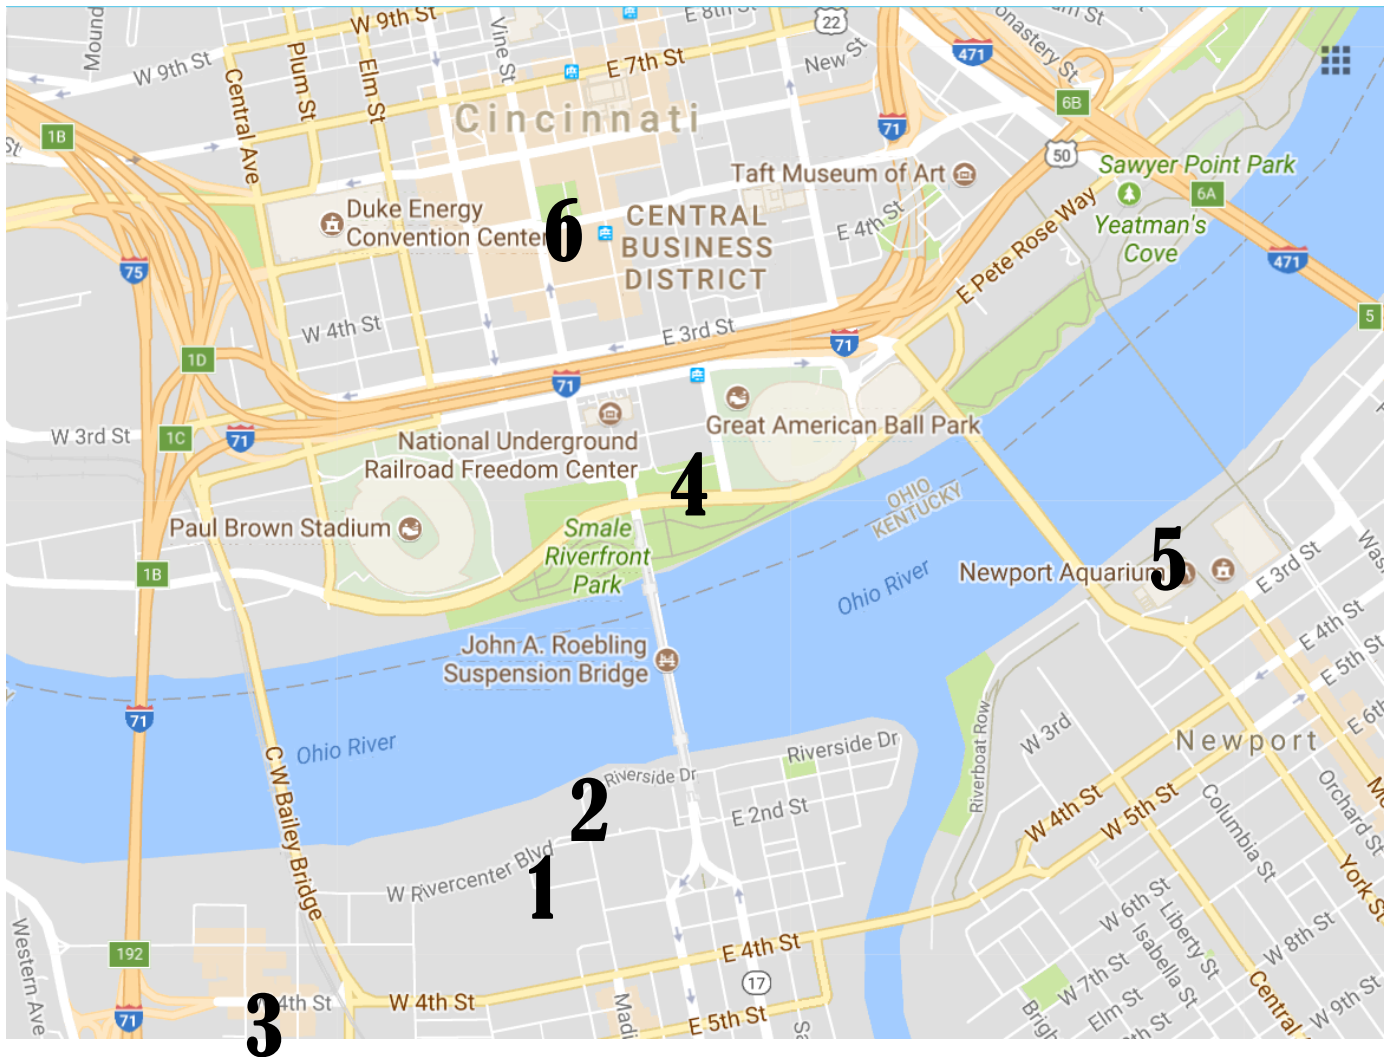 W 9th St
E 8th St
22
Mound
Plum St
Elm St
Vine St
W 9th St
E 7th St
New St
471
6B
Central Ave
Cincinnati
71
1B
50
St
Taft Museum of Art
Sawyer Point Park
6A
Duke Energy
Convention Center
6
CENTRAL
BUSINESS
DISTRICT
E 4th St
Yeatman's
Cove
E Pete Rose Way
75
471
W 4th St
E 3rd St
5
1D
71
71
W 3rd St
1C
71
Great American Ball Park
National Underground
Railroad Freedom Center
4
OHIO
KENTUCKY
Paul Brown Stadium
Smale
Riverfront
Park
1B
Newport Aquarium
5
E 3rd St
Ohio River
John A. Roebling
Suspension Bridge
E 4th St
E 5th St
E 6th
71
Ohio River
Riverside Dr
Riverside Dr
W 3rd
Newport
Riverboat Row
C W Bailey Bridge
2
E 2nd St
W 4th St
W 5th St
Columbia St
Orchard St
W Rivercenter Blvd
1
York St
W 6th St
Liberty St
Isabella St
W 8th St
Western Ave
192
E 4th St
17
W 7th St
Elm St
Central
W 9th St
71
3
4th St
W 4th St
E 5th St